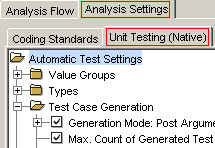 Analysis Flow Analysis Settings
Coding Standards Unit Testing (Native)
Automatic Test Settings
Value Groups
Types
Test Case Generation
Generation Mode: Post Argume
Max. Count of Generated Test